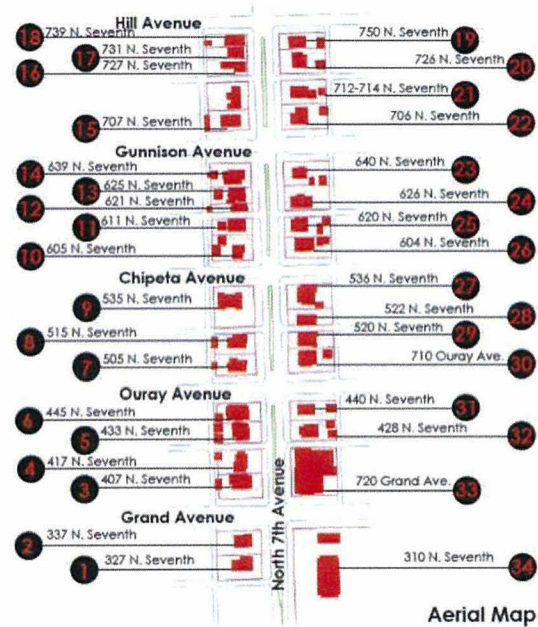 Hill Avenue
18 739 N. Seventh
17 731 N. Seventh
16 727 N. Seventh
15 707 N. Seventh
Gunnison Avenue
14 639 N. Seventh
13 625 N. Seventh
12 621 N. Seventh
11 611 N. Seventh
10 605 N. Seventh
Chipeta Avenue
9 535 N. Seventh
8 515 N. Seventh
7 505 N. Seventh
Ouray Avenue
6 445 N. Seventh
5 433 N. Seventh
4 417 N. Seventh
3 407 N. Seventh
Grand Avenue
2 337 N. Seventh
1 327 N. Seventh
North 7th Avenue
750 N. Seventh 19
726 N. Seventh 20
712-714 N. Seventh 21
706 N. Seventh 22
640 N. Seventh 23
626 N. Seventh 24
620 N. Seventh 25
604 N. Seventh 26
536 N. Seventh 27
522 N. Seventh 28
520 N. Seventh 29
710 Ouray Ave. 30
440 N. Seventh 31
428 N. Seventh 32
720 Grand Ave. 33
310 N. Seventh 34
Aerial Map